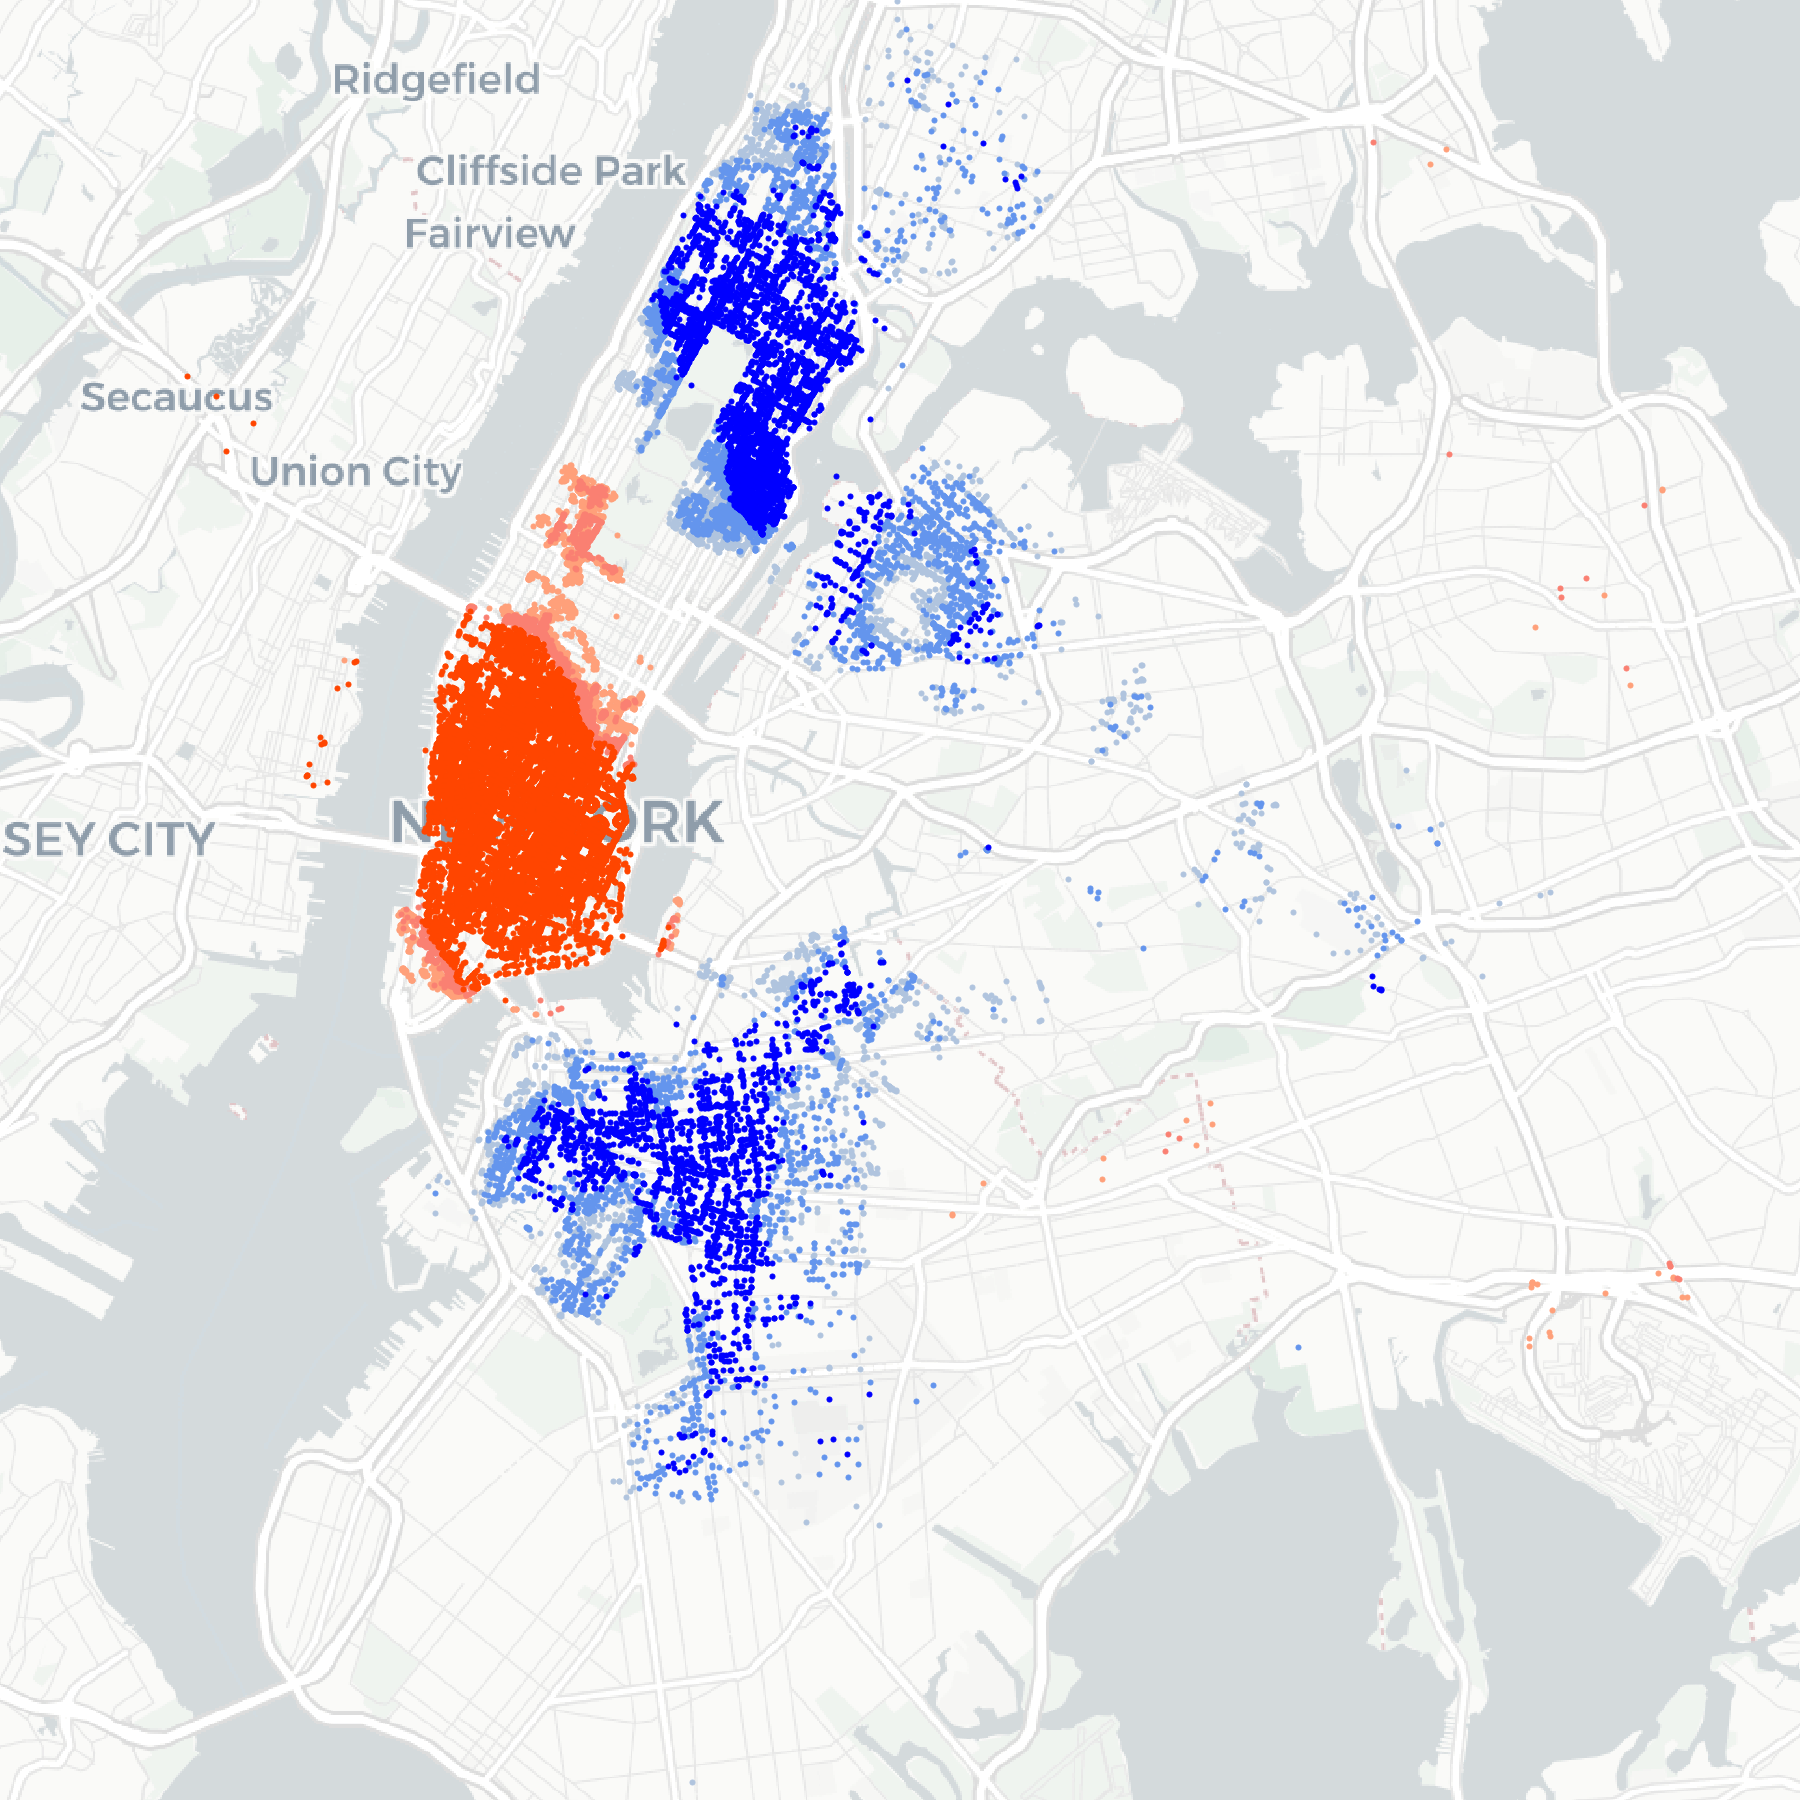 Ridgefield
Cliffside Park
Fairview
Secaucus
Union City
SEY CITY